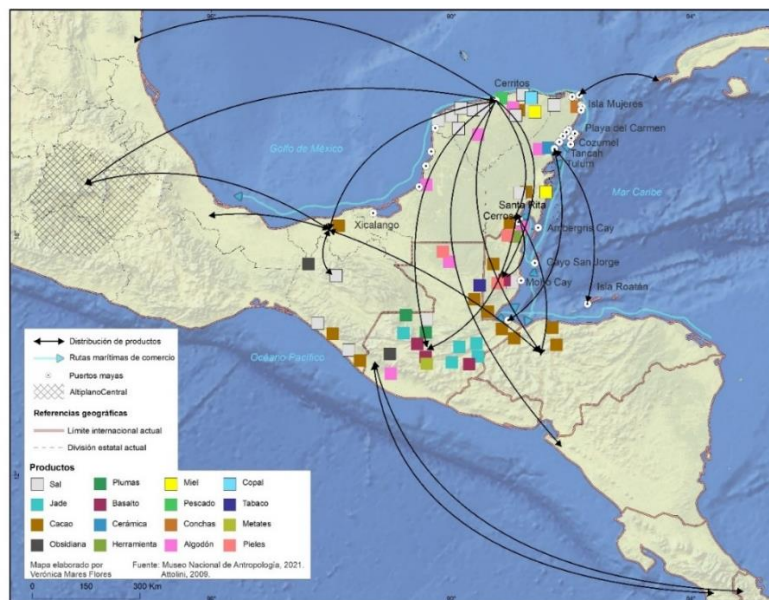 95°
90°
84°
Cerritos
Isla Mujeres
Playa del Carmen
Cozumel
Tancah
Tulum
Golfo de México
Mar Caribe
Santa Rita
Cerros
Xicalango
Ambergris Cay
Cayo San Jorge
Moho Cay
Isla Roatán
Océano Pacífico
Distribución de productos
Rutas marítimas de comercio
Puertos mayas
AltiplanoCentral
Referencias geográficas
Límite internacional actual
División estatal actual
Productos
Sal
Plumas
Miel
Copal
Jade
Basalto
Pescado
Tabaco
Cacao
Cerámica
Conchas
Metates
Obsidiana
Herramienta
Algodón
Pieles
Mapa elaborado por
Verónica Mares Flores
Fuente: Museo Nacional de Antropología, 2021.
Attolini, 2009.
0 150 300 Km